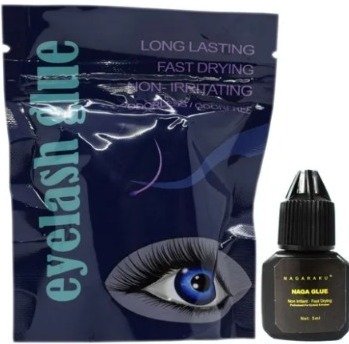 eyelash glue
LONG LASTING
FAST DRYING
NON-IRRITATING
NAGARAKU
NAGA GLUE
Non Irritant · Fast Drying
Net: 5ml